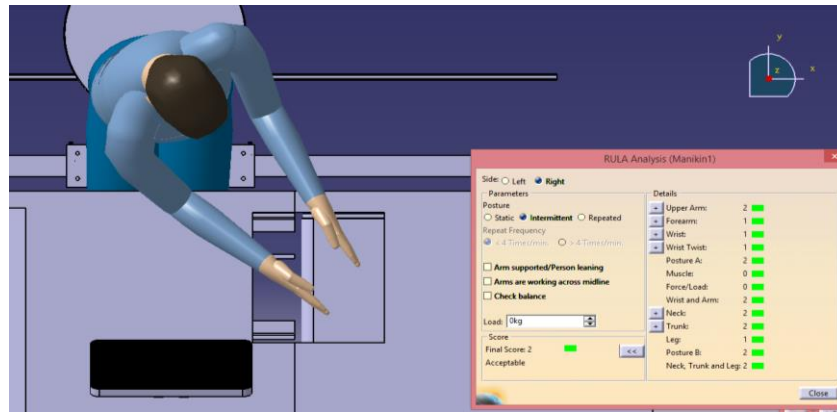 y
z x
RULA Analysis (Manikin1)
Side: Left Right
Parameters
Posture
Static Intermittent Repeated
Repeat Frequency
< 4 Times/min. > 4 Times/min.
Arm supported/Person leaning
Arms are working across midline
Check balance
Load: 0kg
Score
Final Score: 2 <<
Acceptable
Details
+ Upper Arm: 2
+ Forearm: 1
+ Wrist: 1
+ Wrist Twist: 1
Posture A: 2
Muscle: 0
Force/Load: 0
Wrist and Arm: 2
+ Neck: 2
+ Trunk: 2
Leg: 1
Posture B: 2
Neck, Trunk and Leg: 2
Close